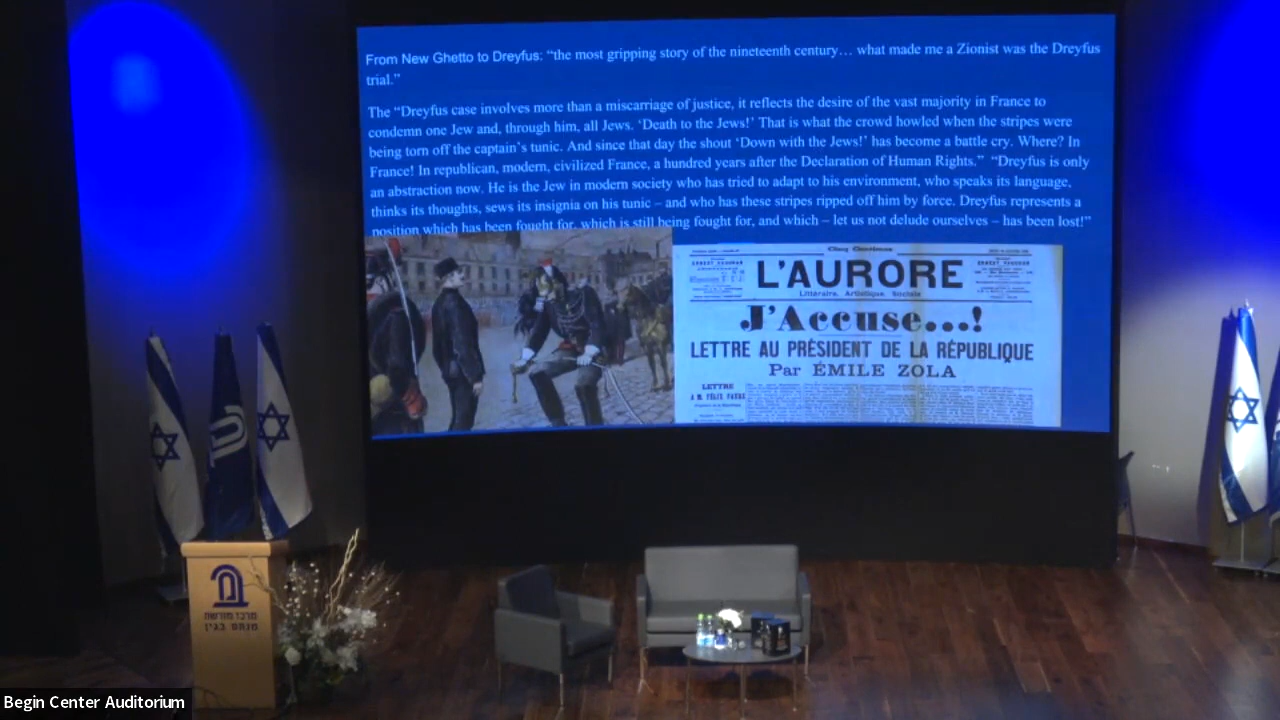 From New Ghetto to Dreyfus: “the most gripping story of the nineteenth century… what made me a Zionist was the Dreyfus
trial.”
The “Dreyfus case involves more than a miscarriage of justice, it reflects the desire of the vast majority in France to
condemn one Jew and, through him, all Jews. ‘Death to the Jews!’ That is what the crowd howled when the stripes were
being torn off the captain’s tunic. And since that day the shout ‘Down with the Jews!’ has become a battle cry. Where? In
France! In republican, modern, civilized France, a hundred years after the Declaration of Human Rights.” “Dreyfus is only
an abstraction now. He is the Jew in modern society who has tried to adapt to his environment, who speaks its language,
thinks its thoughts, sews its insignia on his tunic – and who has these stripes ripped off him by force. Dreyfus represents a
position which has been fought for, which is still being fought for, and which – let us not delude ourselves – has been lost!”
Cinq Centimes
ERNEST VAUGHAN
ERNEST VAUGHAN
L'AURORE
Littéraire, Artistique, Sociale
J'Accuse...!
LETTRE AU PRÉSIDENT DE LA RÉPUBLIQUE
Par ÉMILE ZOLA
LETTRE
A M. FÉLIX FAURE
מרכז מורשת
מנחם בגין
Begin Center Auditorium